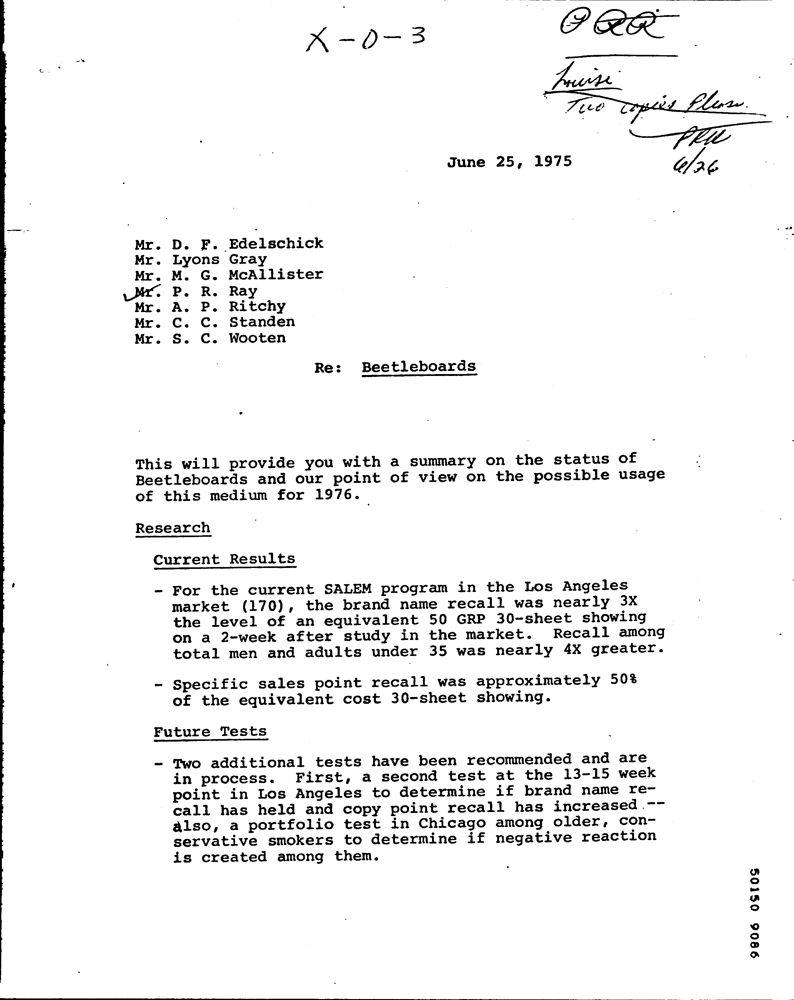 X-0-3
Louise
Two copies Please.
PRR
6/26
June 25, 1975
Mr. D. F. Edelschick
Mr. Lyons Gray
Mr. M. G. McAllister
Mr. P. R. Ray
Mr. A. P. Ritchy
Mr. C. C. Standen
Mr. S. C. Wooten
Re: Beetleboards
This will provide you with a summary on the status of
Beetleboards and our point of view on the possible usage
of this medium for 1976.
Research
Current Results
- For the current SALEM program in the Los Angeles
market (170), the brand name recall was nearly 3X
the level of an equivalent 50 GRP 30-sheet showing
on a 2-week after study in the market. Recall among
total men and adults under 35 was nearly 4X greater.
- Specific sales point recall was approximately 50%
of the equivalent cost 30-sheet showing.
Future Tests
- Two additional tests have been recommended and are
in process. First, a second test at the 13-15 week
point in Los Angeles to determine if brand name re-
call has held and copy point recall has increased --
also, a portfolio test in Chicago among older, con-
servative smokers to determine if negative reaction
is created among them.
50150 9086